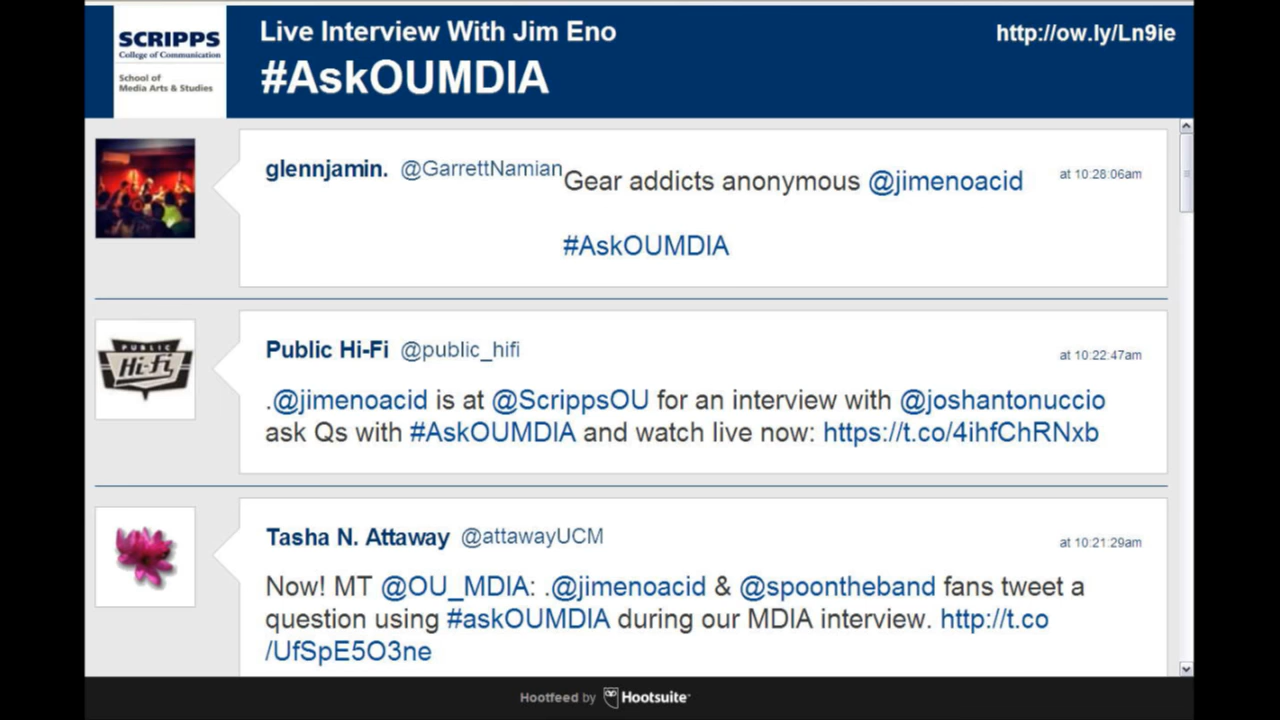 SCRIPPS
College of Communication
School of
Media Arts & Studies
Live Interview With Jim Eno
#AskOUMDIA
http://ow.ly/Ln9ie
glennjamin. @GarrettNamian
Gear addicts anonymous @jimenoacid
at 10:28:06am
#AskOUMDIA
PUBLIC
Hi-Fi
Public Hi-Fi @public_hifi
at 10:22:47am
.@jimenoacid is at @ScrippsOU for an interview with @joshantonuccio
ask Qs with #AskOUMDIA and watch live now: https://t.co/4ihfChRNxb
Tasha N. Attaway @attawayUCM
at 10:21:29am
Now! MT @OU_MDIA: .@jimenoacid & @spoontheband fans tweet a
question using #askOUMDIA during our MDIA interview. http://t.co
/UfSpE5O3ne
Hootfeed by Hootsuite